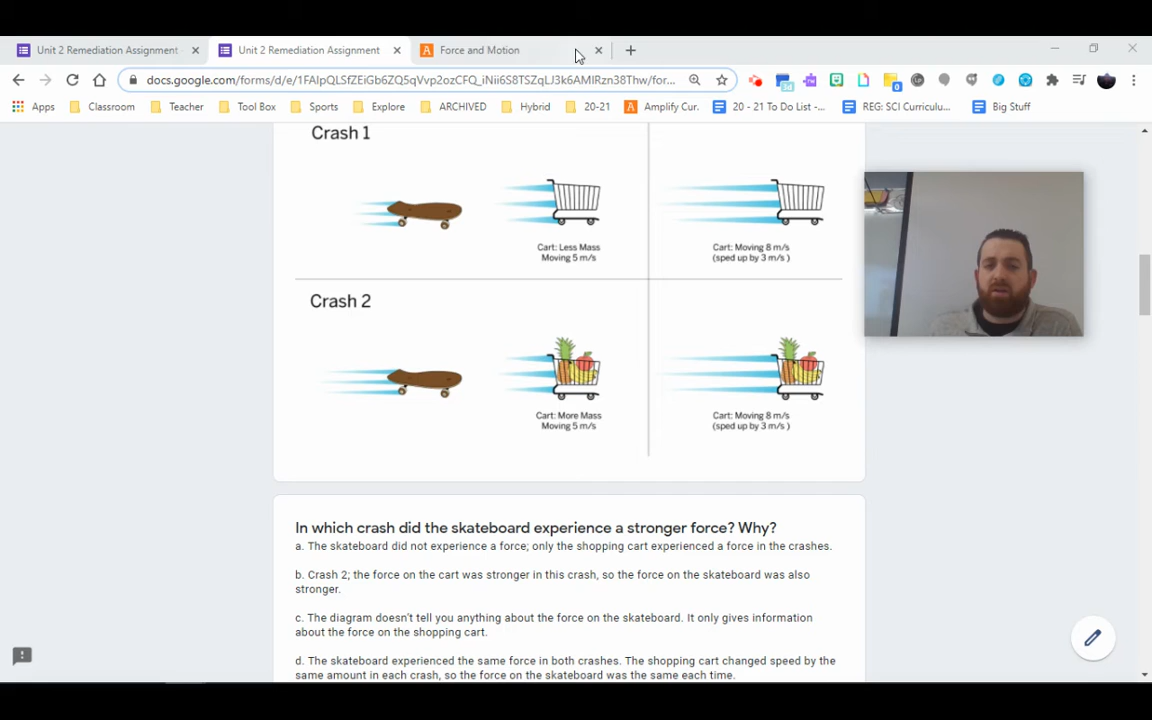 Unit 2 Remediation Assignment
Unit 2 Remediation Assignment
Force and Motion
docs.google.com/forms/d/e/1FAIpQLSfZEiGb6ZQ5qVvp2ozCFQ_iNii6S8TSZqLJ3k6AMIRzn38Thw/for...
Apps
Classroom
Teacher
Tool Box
Sports
Explore
ARCHIVED
Hybrid
20-21
Amplify Cur.
20 - 21 To Do List -...
REG: SCI Curriculu...
Big Stuff
Crash 1
Cart: Less Mass
Moving 5 m/s
Cart: Moving 8 m/s
(sped up by 3 m/s )
Crash 2
Cart: More Mass
Moving 5 m/s
Cart: Moving 8 m/s
(sped up by 3 m/s )
In which crash did the skateboard experience a stronger force? Why?
a. The skateboard did not experience a force; only the shopping cart experienced a force in the crashes.
b. Crash 2; the force on the cart was stronger in this crash, so the force on the skateboard was also
stronger.
c. The diagram doesn't tell you anything about the force on the skateboard. It only gives information
about the force on the shopping cart.
d. The skateboard experienced the same force in both crashes. The shopping cart changed speed by the
same amount in each crash, so the force on the skateboard was the same each time.